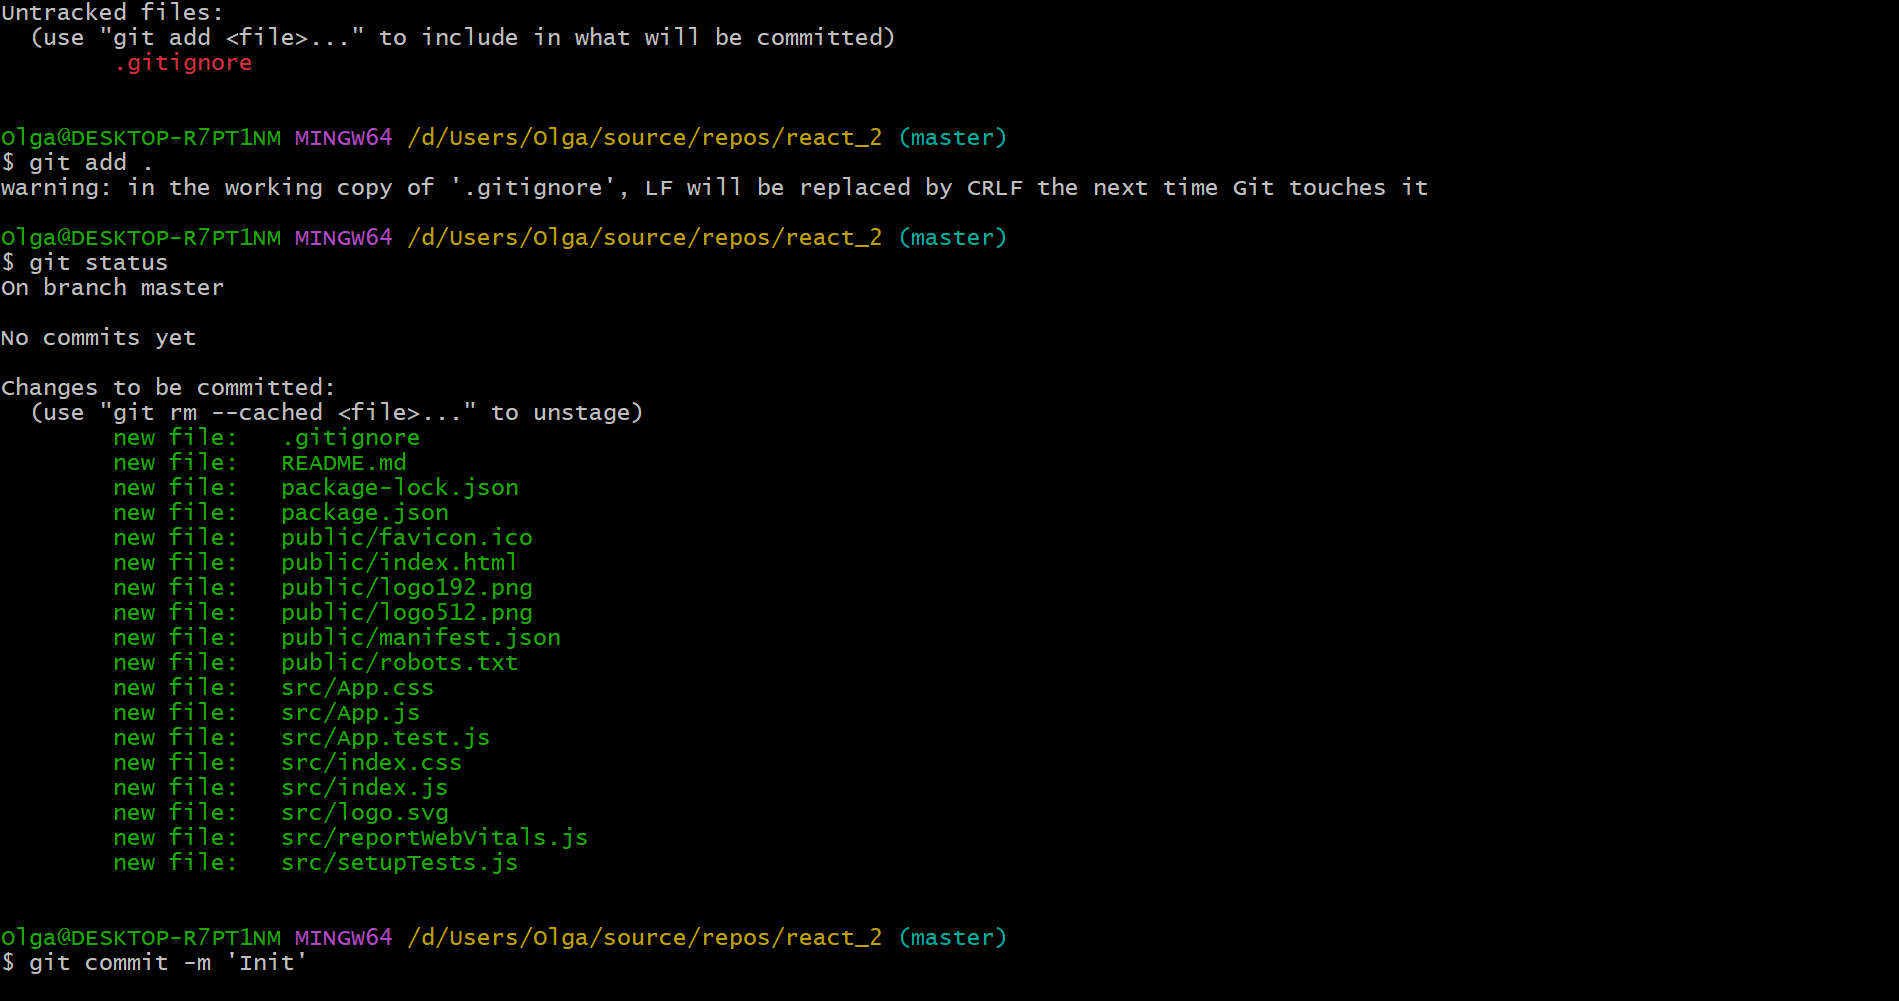 Untracked files:
  (use "git add <file>..." to include in what will be committed)
        .gitignore
Olga@DESKTOP-R7PT1NM MINGW64 /d/Users/Olga/source/repos/react_2 (master)
$ git add .
warning: in the working copy of '.gitignore', LF will be replaced by CRLF the next time Git touches it
Olga@DESKTOP-R7PT1NM MINGW64 /d/Users/Olga/source/repos/react_2 (master)
$ git status
On branch master
No commits yet
Changes to be committed:
  (use "git rm --cached <file>..." to unstage)
        new file:   .gitignore
        new file:   README.md
        new file:   package-lock.json
        new file:   package.json
        new file:   public/favicon.ico
        new file:   public/index.html
        new file:   public/logo192.png
        new file:   public/logo512.png
        new file:   public/manifest.json
        new file:   public/robots.txt
        new file:   src/App.css
        new file:   src/App.js
        new file:   src/App.test.js
        new file:   src/index.css
        new file:   src/index.js
        new file:   src/logo.svg
        new file:   src/reportWebVitals.js
        new file:   src/setupTests.js
Olga@DESKTOP-R7PT1NM MINGW64 /d/Users/Olga/source/repos/react_2 (master)
$ git commit -m 'Init'